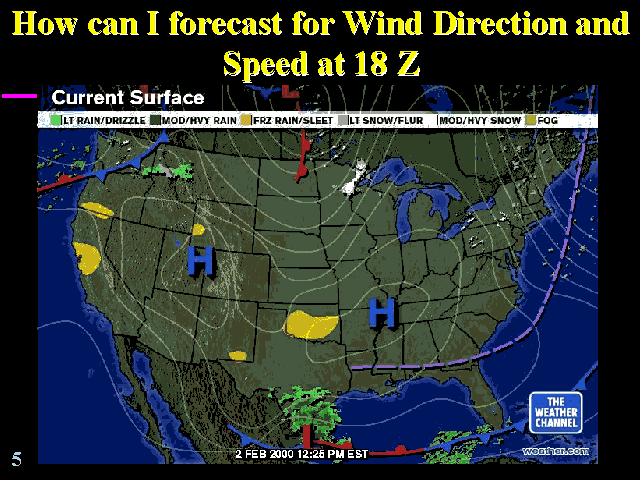 How can I forecast for Wind Direction and
Speed at 18 Z
Current Surface
LT RAIN/DRIZZLE MOD/HVY RAIN FRZ RAIN/SLEET LT SNOW/FLUR MOD/HVY SNOW FOG
L
H
H
L
THE
WEATHER
CHANNEL
weather.com
2 FEB 2000 12:25 PM EST
5